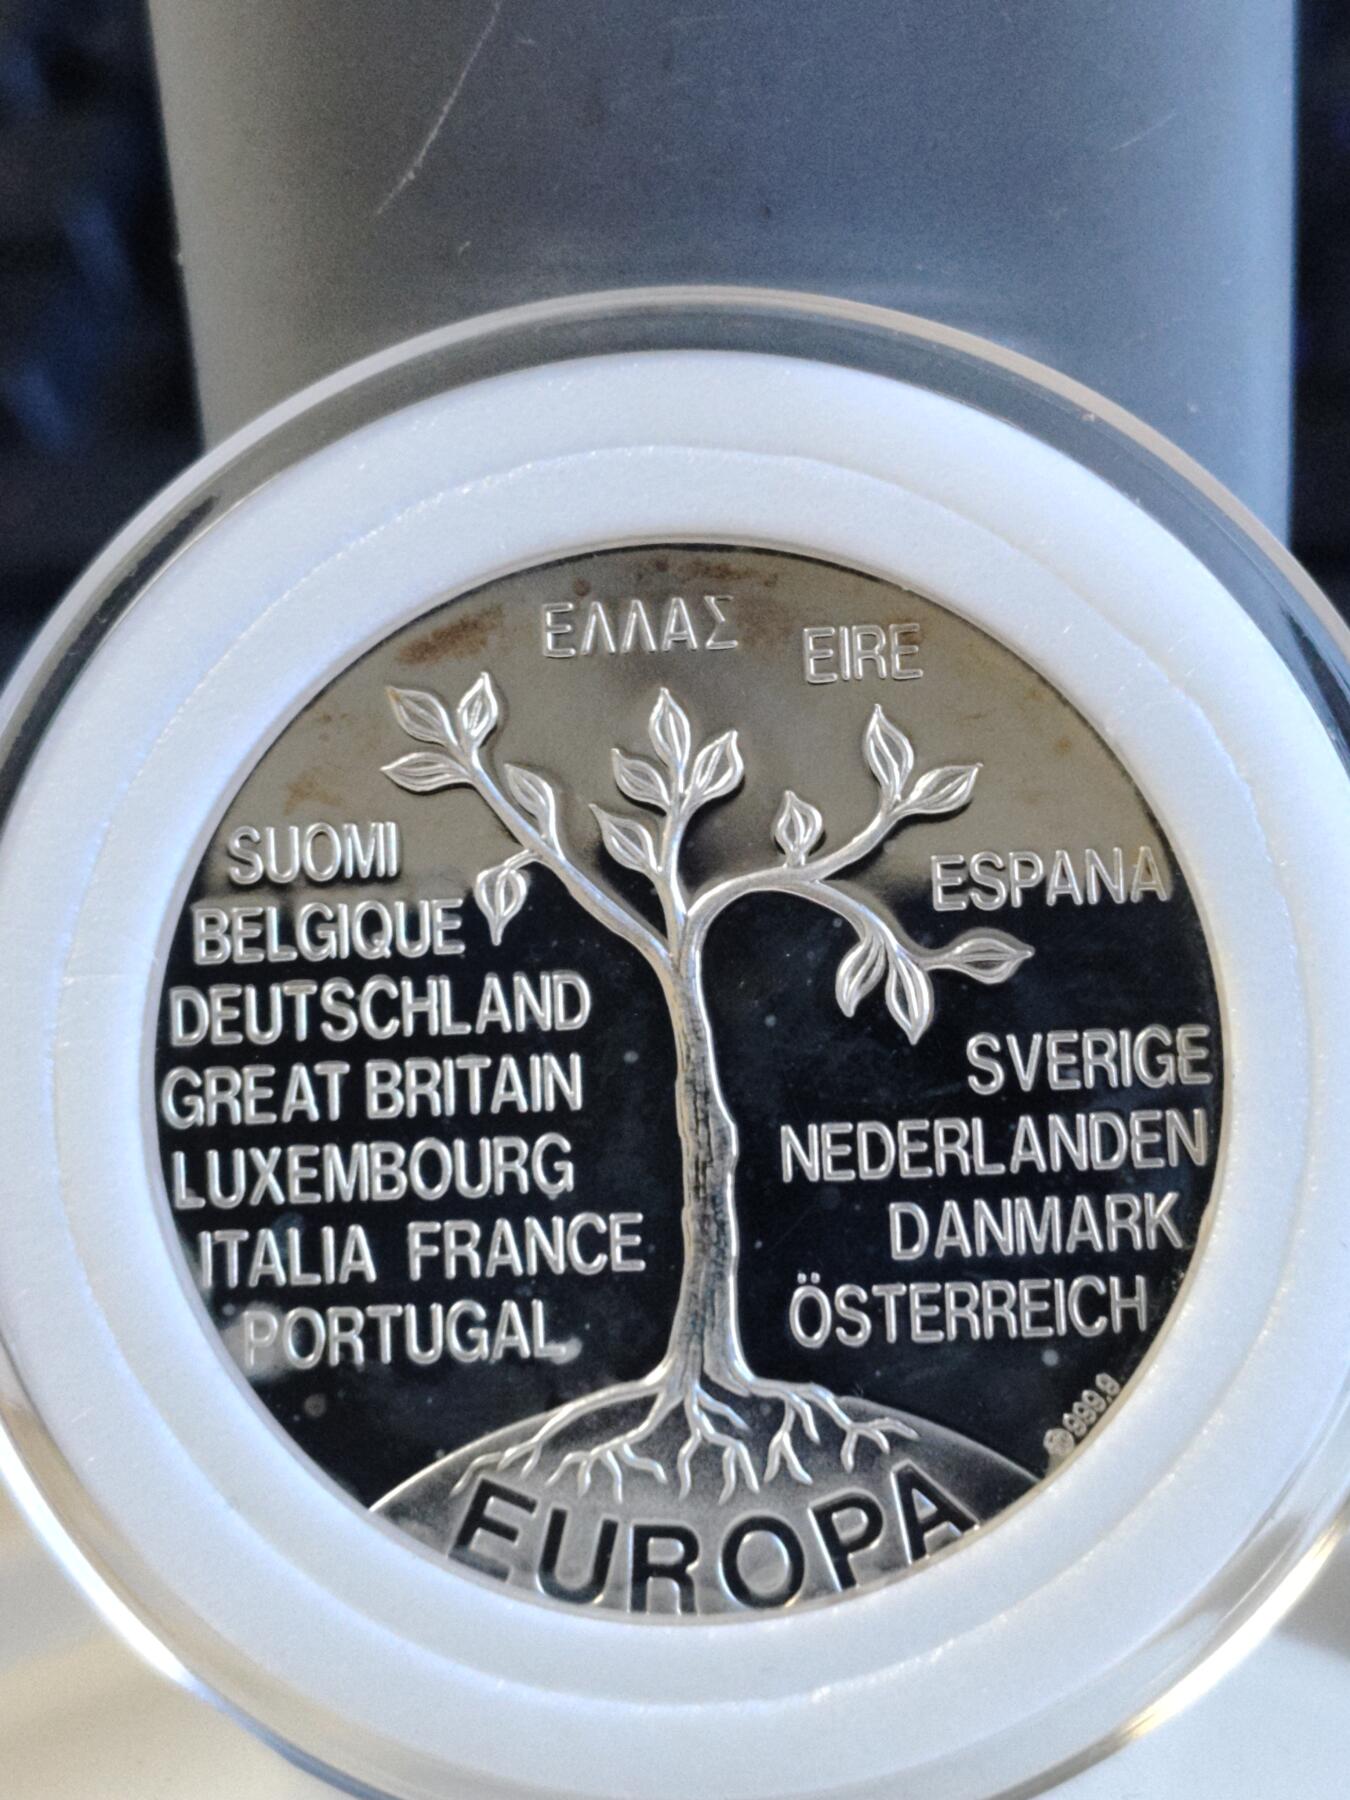 ΕΛΛΑΣ
EIRE
SUOMI
BELGIQUE
DEUTSCHLAND
GREAT BRITAIN
LUXEMBOURG
ITALIA FRANCE
PORTUGAL
ESPANA
SVERIGE
NEDERLANDEN
DANMARK
ÖSTERREICH
999,9
EUROPA